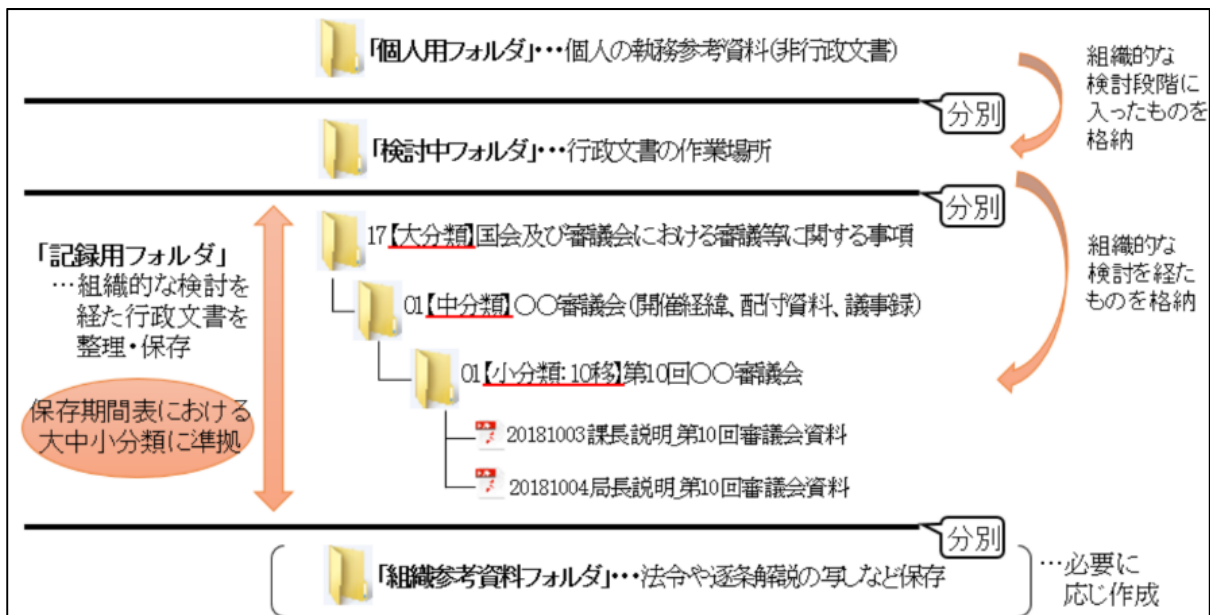 「個人用フォルダ」･･･個人の執務参考資料(非行政文書)
組織的な
検討段階に
入ったものを
格納
分別
「検討中フォルダ」･･･行政文書の作業場所
分別
「記録用フォルダ」
…組織的な検討を
経た行政文書を
整理・保存
保存期間表における
大中小分類に準拠
17【大分類】国会及び審議会における審議等に関する事項
01【中分類】〇〇審議会(開催経緯、配付資料、議事録)
01【小分類:10移】第10回〇〇審議会
20181003課長説明_第10回審議会資料
20181004局長説明_第10回審議会資料
組織的な
検討を経た
ものを格納
分別
「組織参考資料フォルダ」･･･法令や逐条解説の写しなど保存
…必要に
応じ作成